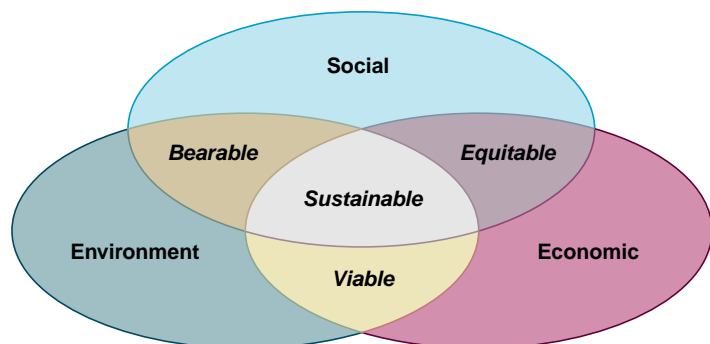 Social
Bearable
Equitable
Sustainable
Environment
Economic
Viable